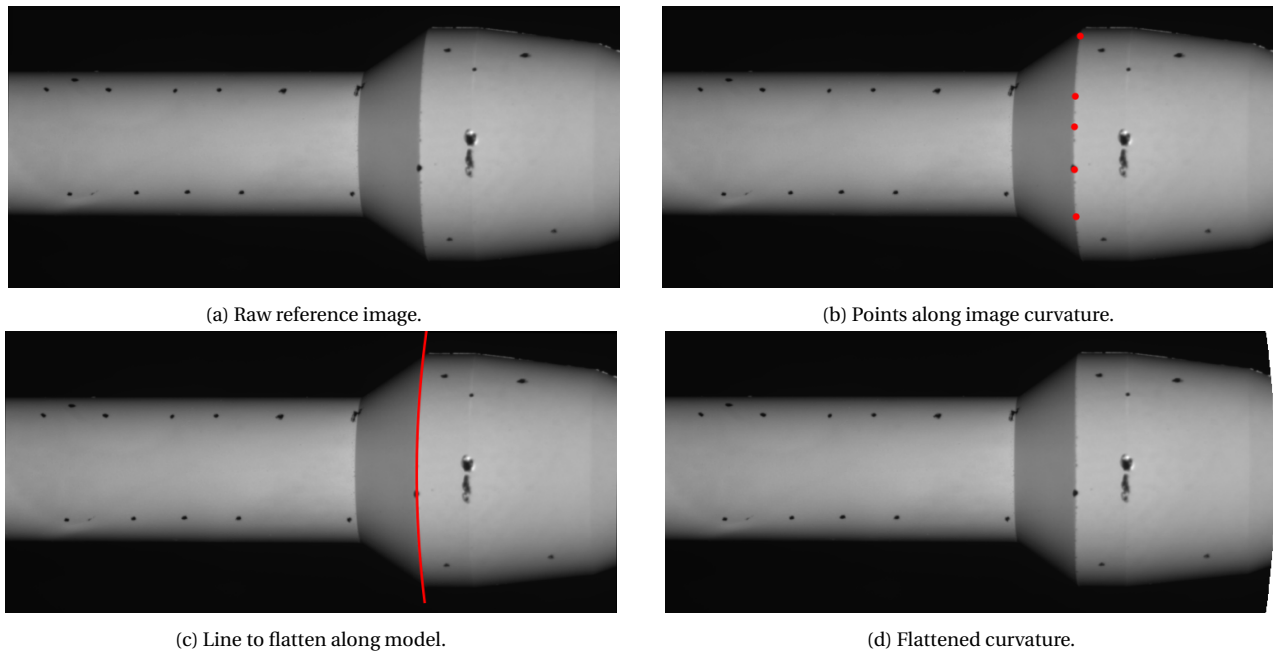 (a) Raw reference image.
(b) Points along image curvature.
(c) Line to flatten along model.
(d) Flattened curvature.